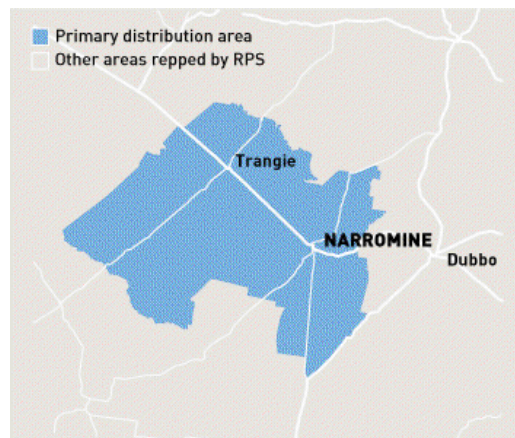 Primary distribution area
Other areas repped by RPS
Trangie
NARROMINE
Dubbo